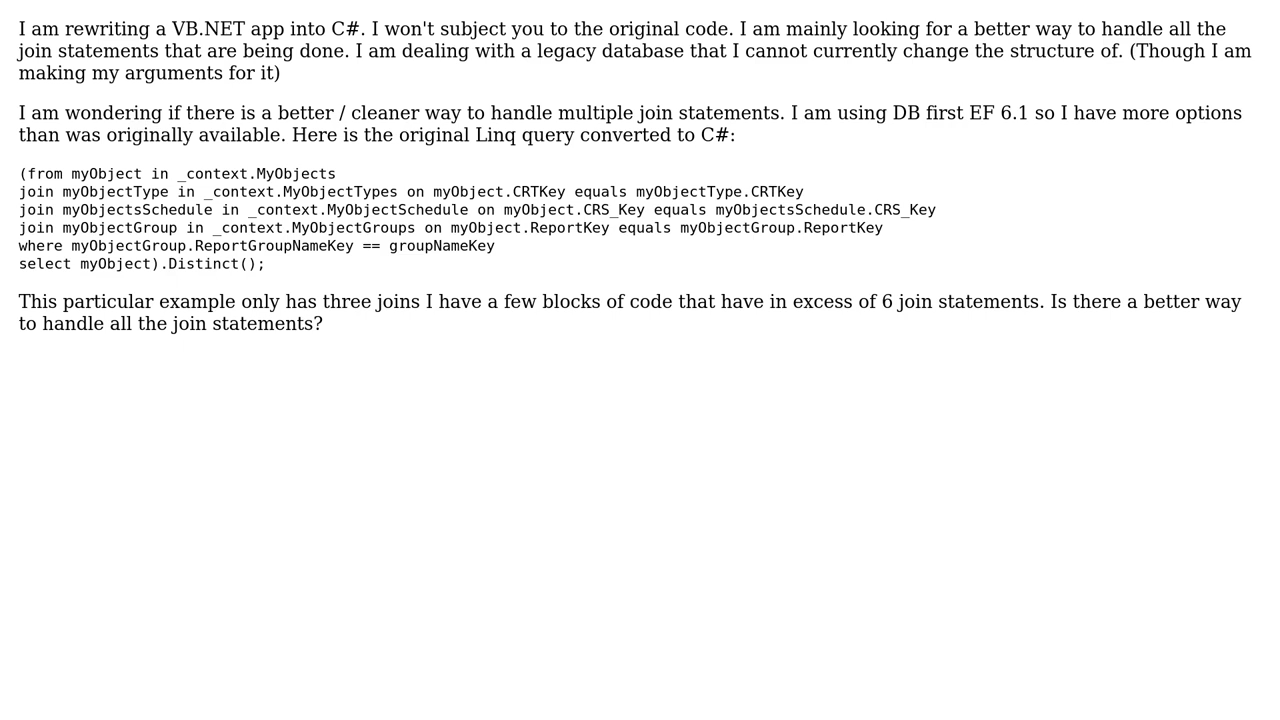 I am rewriting a VB.NET app into C#. I won't subject you to the original code. I am mainly looking for a better way to handle all the
join statements that are being done. I am dealing with a legacy database that I cannot currently change the structure of. (Though I am
making my arguments for it)
I am wondering if there is a better / cleaner way to handle multiple join statements. I am using DB first EF 6.1 so I have more options
than was originally available. Here is the original Linq query converted to C#:
(from myObject in _context.MyObjects
join myObjectType in _context.MyObjectTypes on myObject.CRTKey equals myObjectType.CRTKey
join myObjectsSchedule in _context.MyObjectSchedule on myObject.CRS_Key equals myObjectsSchedule.CRS_Key
join myObjectGroup in _context.MyObjectGroups on myObject.ReportKey equals myObjectGroup.ReportKey
where myObjectGroup.ReportGroupNameKey == groupNameKey
select myObject).Distinct();
This particular example only has three joins I have a few blocks of code that have in excess of 6 join statements. Is there a better way
to handle all the join statements?